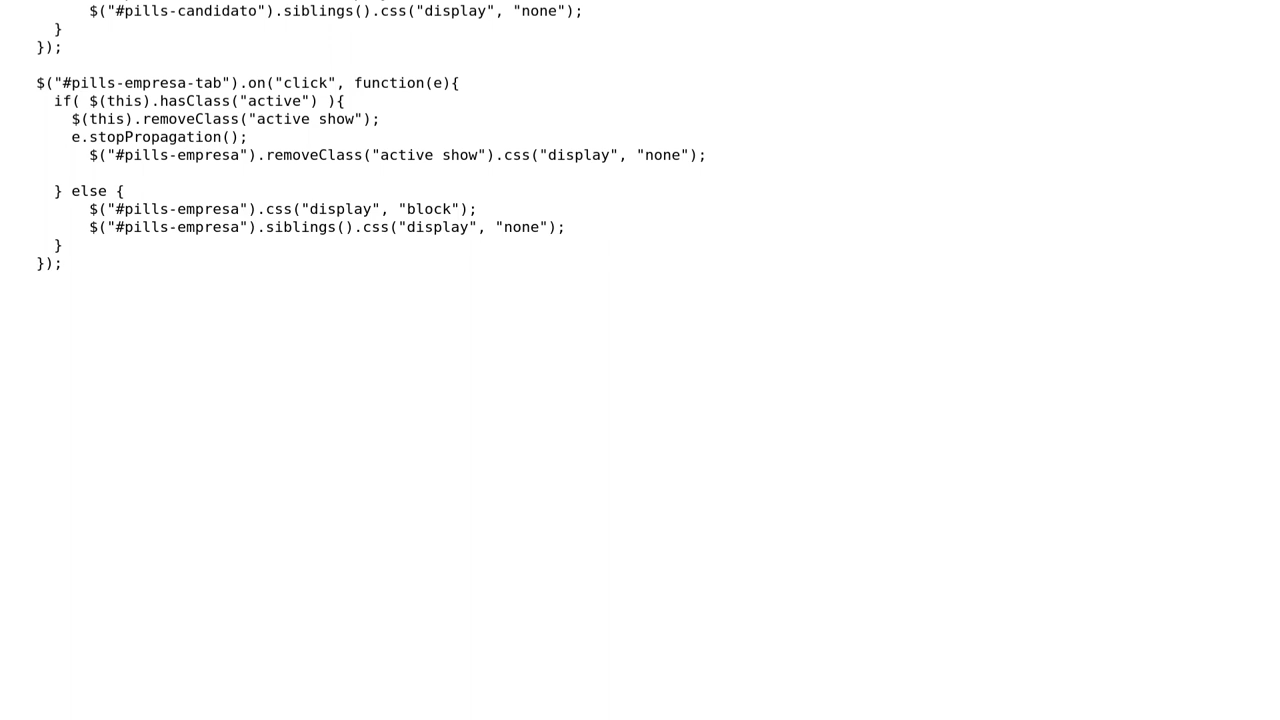 $("#pills-candidato").siblings().css("display", "none");
}
});
$("#pills-empresa-tab").on("click", function(e){
if( $(this).hasClass("active") ){
$(this).removeClass("active show");
e.stopPropagation();
$("#pills-empresa").removeClass("active show").css("display", "none");
} else {
$("#pills-empresa").css("display", "block");
$("#pills-empresa").siblings().css("display", "none");
}
});